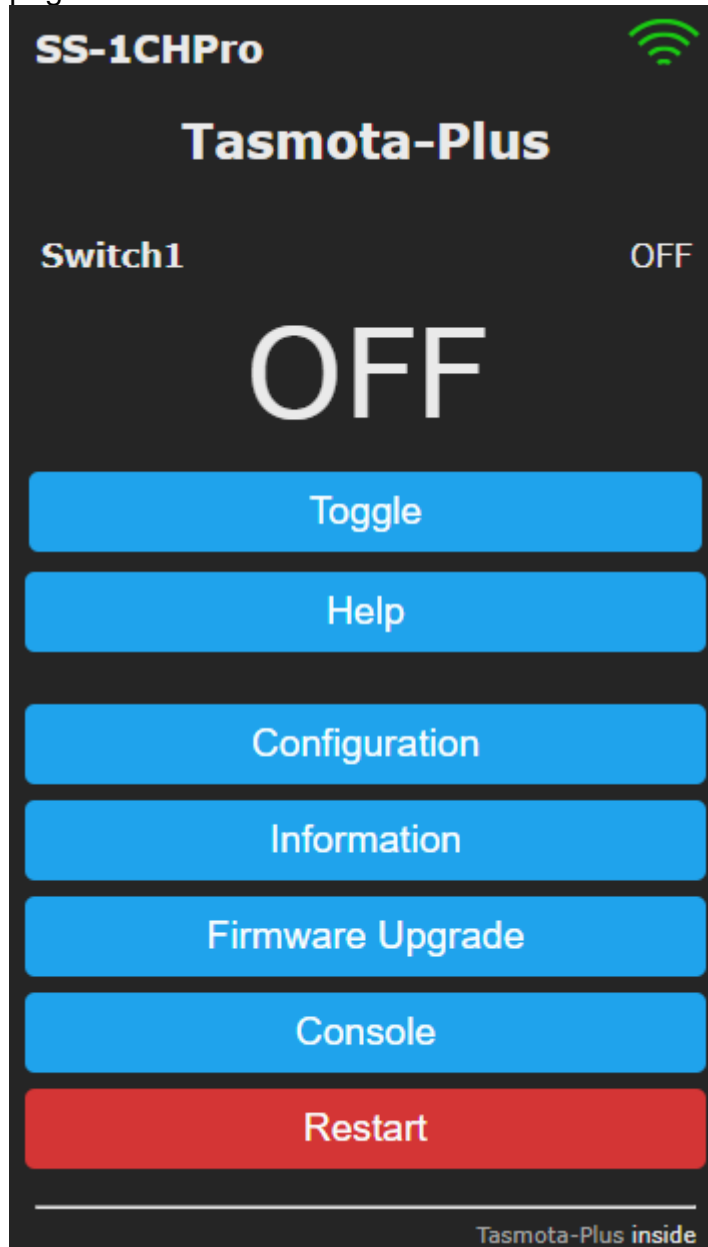 SS-1CHPro
Tasmota-Plus
Switch1 OFF
OFF
Toggle
Help
Configuration
Information
Firmware Upgrade
Console
Restart
Tasmota-Plus inside